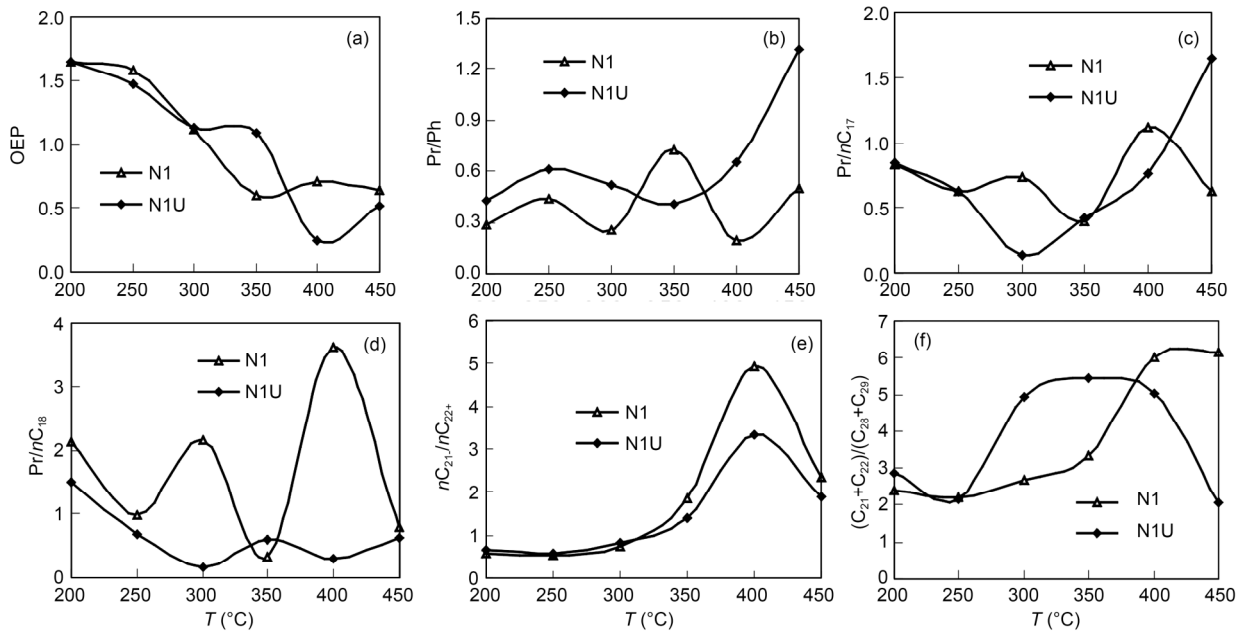 (a)
OEP
2.0
1.5
1.0
0.5
0.0
N1
N1U
200 250 300 350 400 450
(b)
Pr/Ph
1.5
1.2
0.9
0.6
0.3
0.0
N1
N1U
200 250 300 350 400 450
(c)
Pr/nC17
2.0
1.5
1.0
0.5
0.0
N1
N1U
200 250 300 350 400 450
(d)
Pr/nC18
4
3
2
1
0
N1
N1U
200 250 300 350 400 450
T (°C)
(e)
nC21-/nC22+
6
5
4
3
2
1
0
N1
N1U
200 250 300 350 400 450
T (°C)
(f)
(C21+C22)/(C28+C29)
7
6
5
4
3
2
1
0
N1
N1U
200 250 300 350 400 450
T (°C)